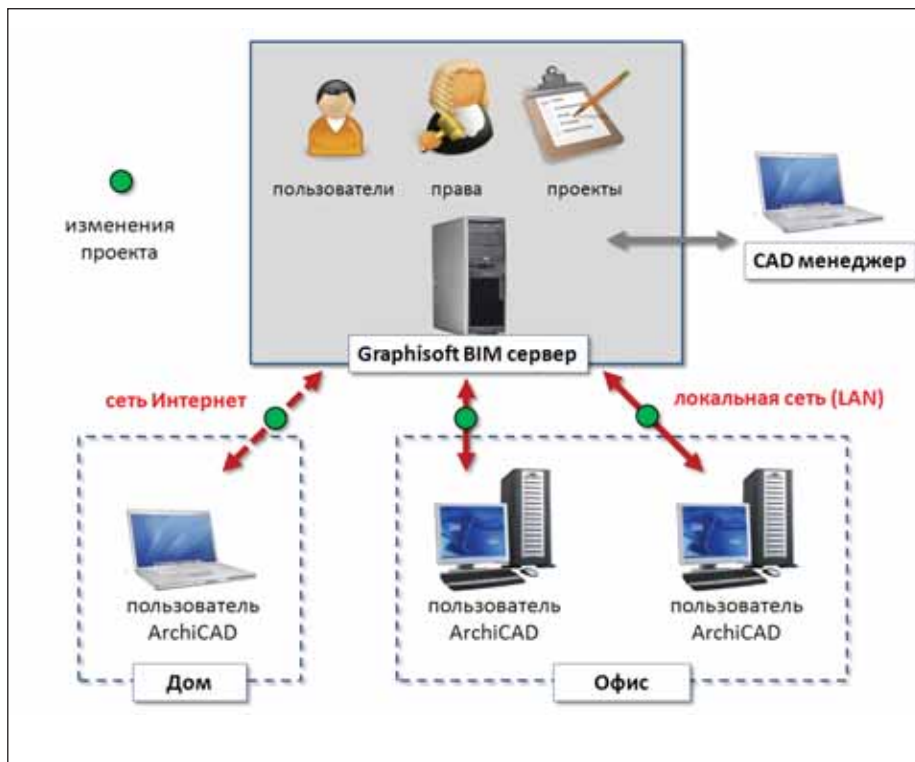 пользователи
права
проекты
изменения
проекта
CAD менеджер
Graphisoft BIM сервер
сеть Интернет
локальная сеть (LAN)
пользователь
ArchiCAD
пользователь
ArchiCAD
пользователь
ArchiCAD
Дом
Офис